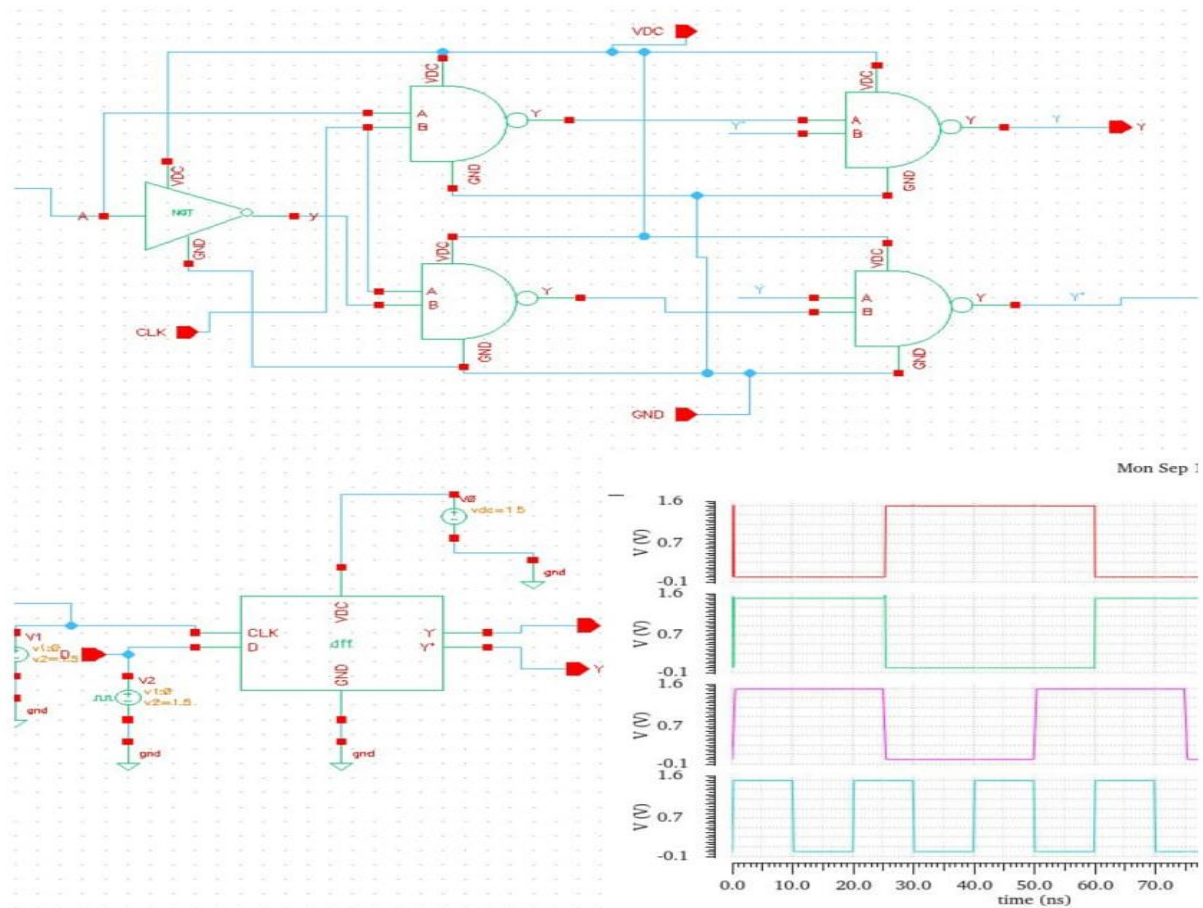 VDC
VDC
VDC
A
B
Y
Y*
A
B
Y
Y
Y
VDC
GND
GND
A
NOT
y
GND
VDC
VDC
Y
A
B
Y
A
B
Y
Y*
CLK
GND
GND
GND
Mon Sep 1
V0
vdc=1.5
gnd
V1
v1:0
v2=1.5
D
CLK
D
VDC
dff
GND
Y
Y*
Y
V2
v1:0
v2=1.5
gnd
gnd
gnd
1.6
0.7
-0.1
V (V)
1.6
0.7
-0.1
V (V)
1.6
0.7
-0.1
V (V)
1.6
0.7
-0.1
V (V)
0.0 10.0 20.0 30.0 40.0 50.0 60.0 70.0
time (ns)